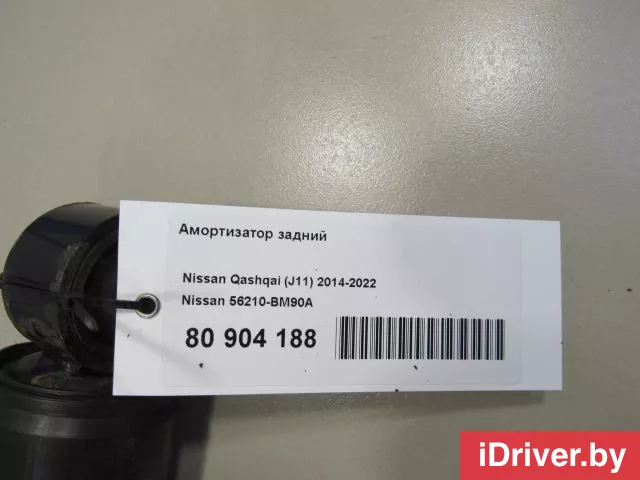 Амортизатор задний
Nissan Qashqai (J11) 2014-2022
Nissan 56210-BM90A
80 904 188
iDriver.by